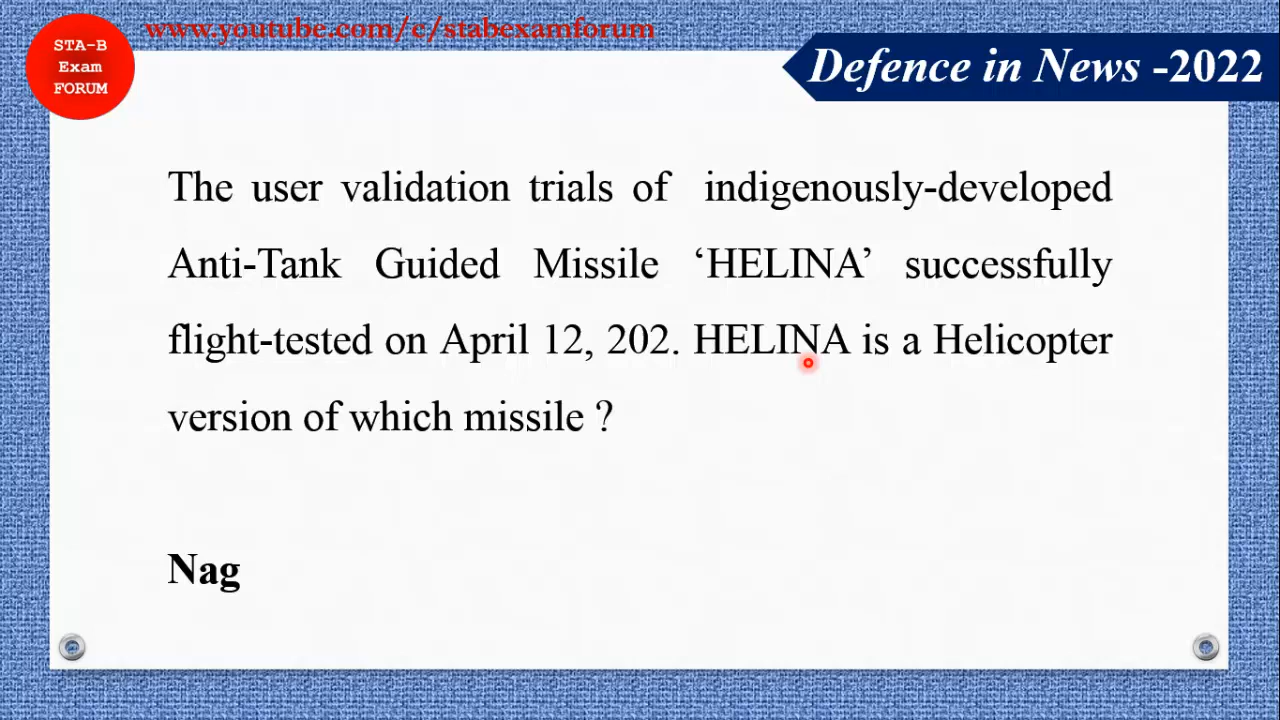 www.youtube.com/c/stabexamforum
STA-B
Exam
FORUM
Defence in News -2022
The user validation trials of indigenously-developed
Anti-Tank Guided Missile ‘HELINA’ successfully
flight-tested on April 12, 202. HELINA is a Helicopter
version of which missile ?
Nag